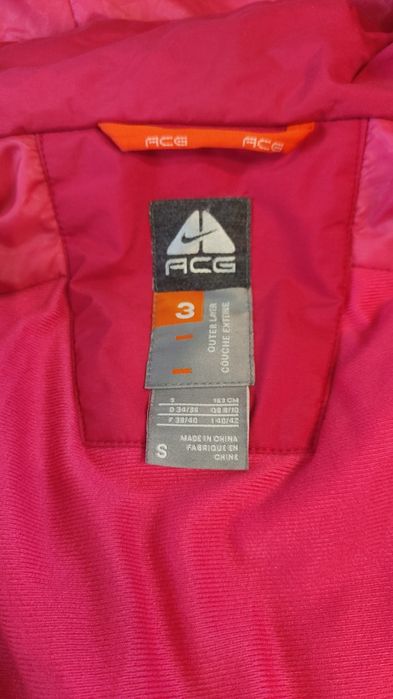 ACG ACG
ACG
3
OUTER LAYER
COUCHE EXTERNE
S
S 163 CM
D 34/36 GB 8/10
F 38/40 I 40/42
MADE IN CHINA
FABRIQUE EN
CHINE